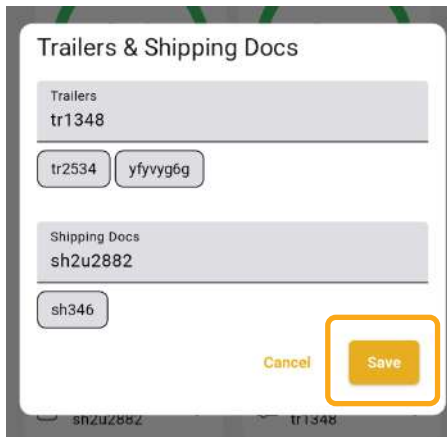 Trailers & Shipping Docs
Trailers
tr1348
tr2534 yfyvyg6g
Shipping Docs
sh2u2882
sh346
Cancel Save
sh2u2882 tr1348